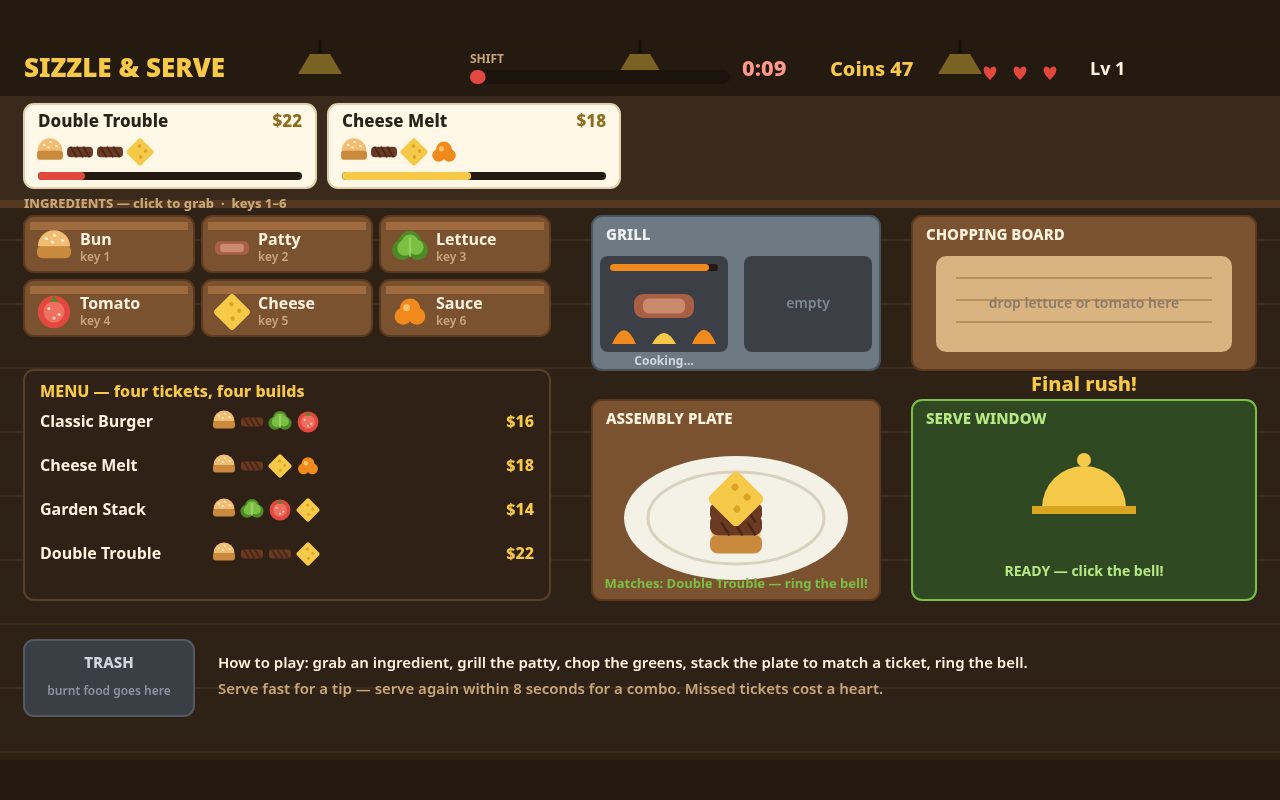 SIZZLE & SERVE
SHIFT
0:09
Coins 47
Lv 1
Double Trouble $22
Cheese Melt $18
INGREDIENTS — click to grab · keys 1–6
Bun
key 1
Patty
key 2
Lettuce
key 3
Tomato
key 4
Cheese
key 5
Sauce
key 6
GRILL
empty
Cooking...
CHOPPING BOARD
drop lettuce or tomato here
Final rush!
MENU — four tickets, four builds
Classic Burger $16
Cheese Melt $18
Garden Stack $14
Double Trouble $22
ASSEMBLY PLATE
Matches: Double Trouble — ring the bell!
SERVE WINDOW
READY — click the bell!
TRASH
burnt food goes here
How to play: grab an ingredient, grill the patty, chop the greens, stack the plate to match a ticket, ring the bell.
Serve fast for a tip — serve again within 8 seconds for a combo. Missed tickets cost a heart.